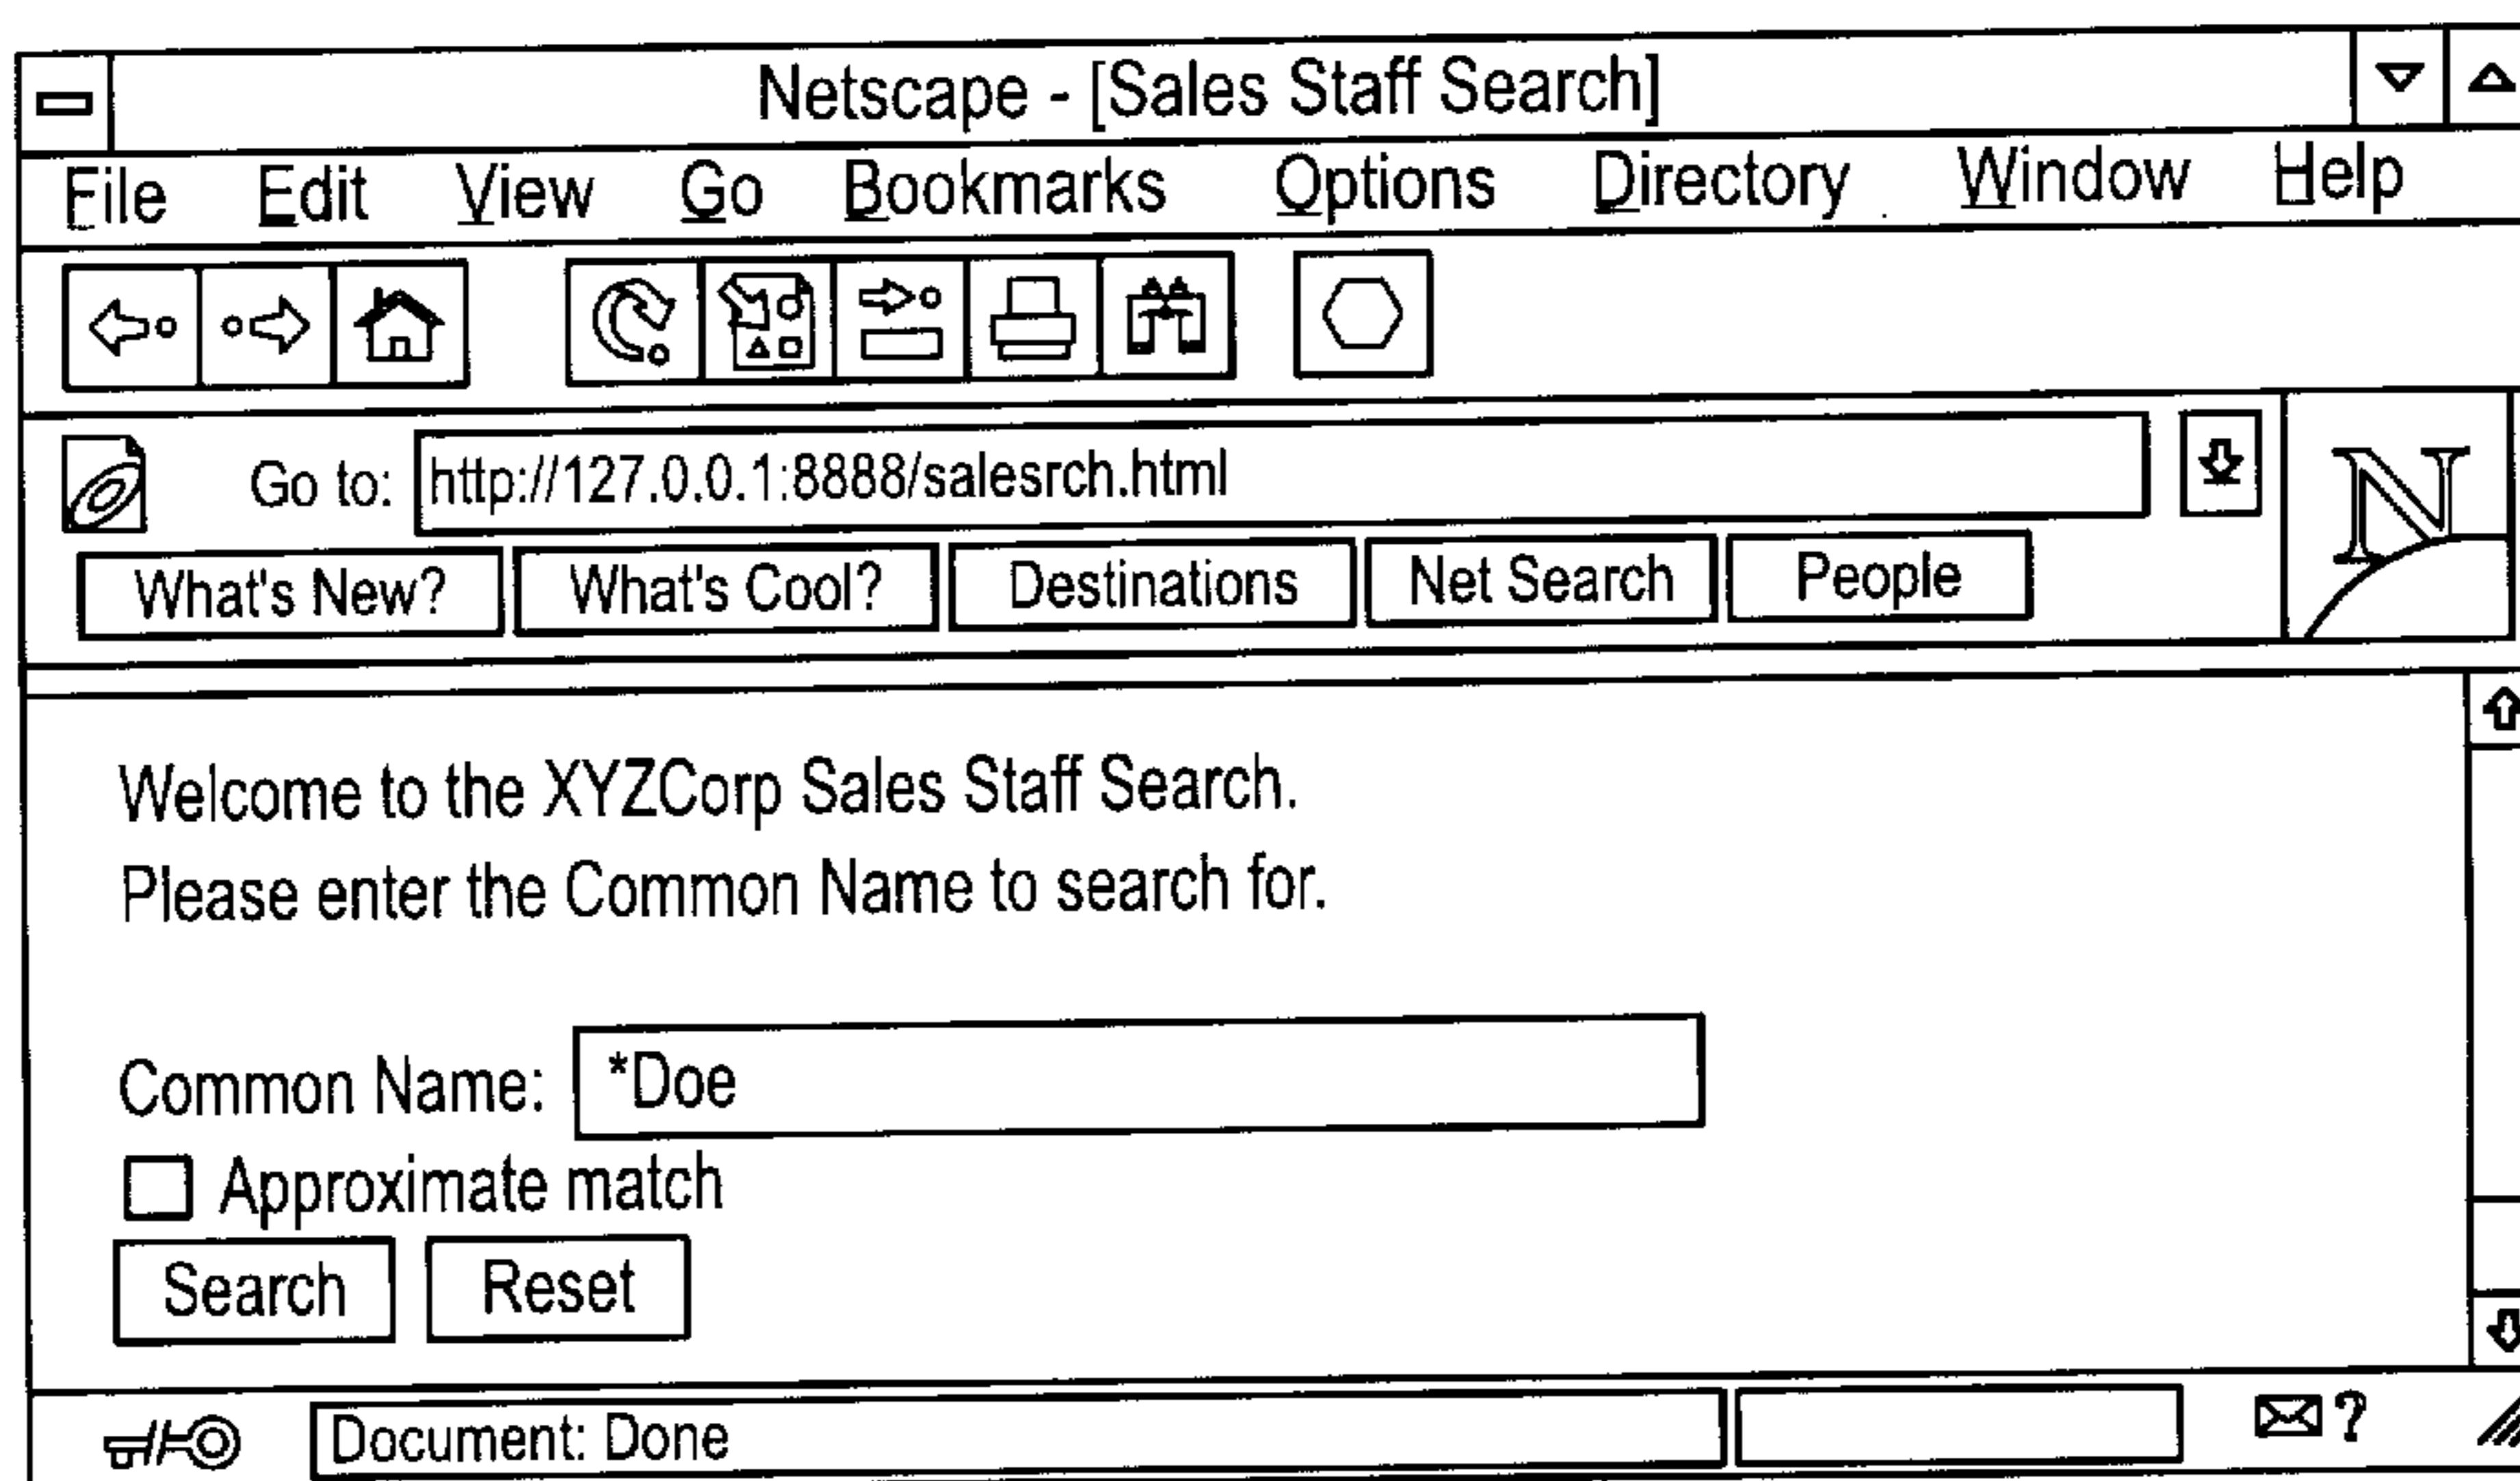 Netscape - [Sales Staff Search]
File Edit View Go Bookmarks Options Directory Window Help
Go to: http://127.0.0.1:8888/salesrch.html
N
What's New? What's Cool? Destinations Net Search People
Welcome to the XYZCorp Sales Staff Search.
Please enter the Common Name to search for.
Common Name: *Doe
Approximate match
Search Reset
Document: Done ?